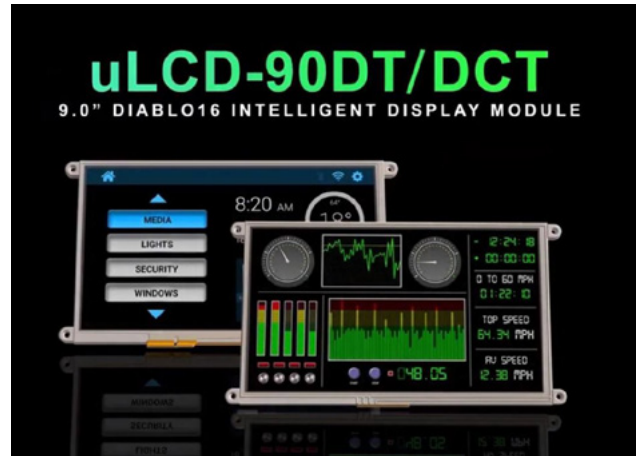 uLCD-90DT/DCT
9.0" DIABLO16 INTELLIGENT DISPLAY MODULE
8:20 AM
MEDIA
LIGHTS
SECURITY
WINDOWS
- 12:24:18
+ 00:00:00
0 TO 60 MPH
01:22:10
TOP SPEED
64.34 MPH
AV SPEED
12.38 MPH
048.05